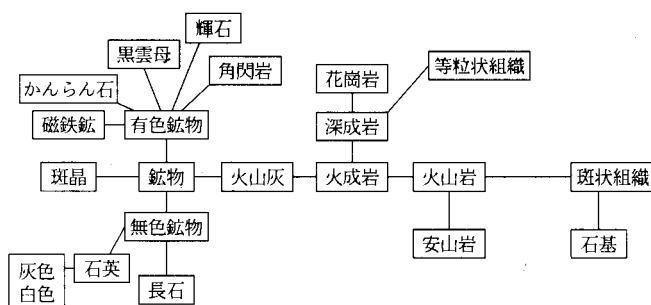 輝石
黒雲母
角閃岩
かんらん石
磁鉄鉱
有色鉱物
花崗岩
等粒状組織
深成岩
斑晶
鉱物
火山灰
火成岩
火山岩
斑状組織
無色鉱物
安山岩
石基
灰色
白色
石英
長石